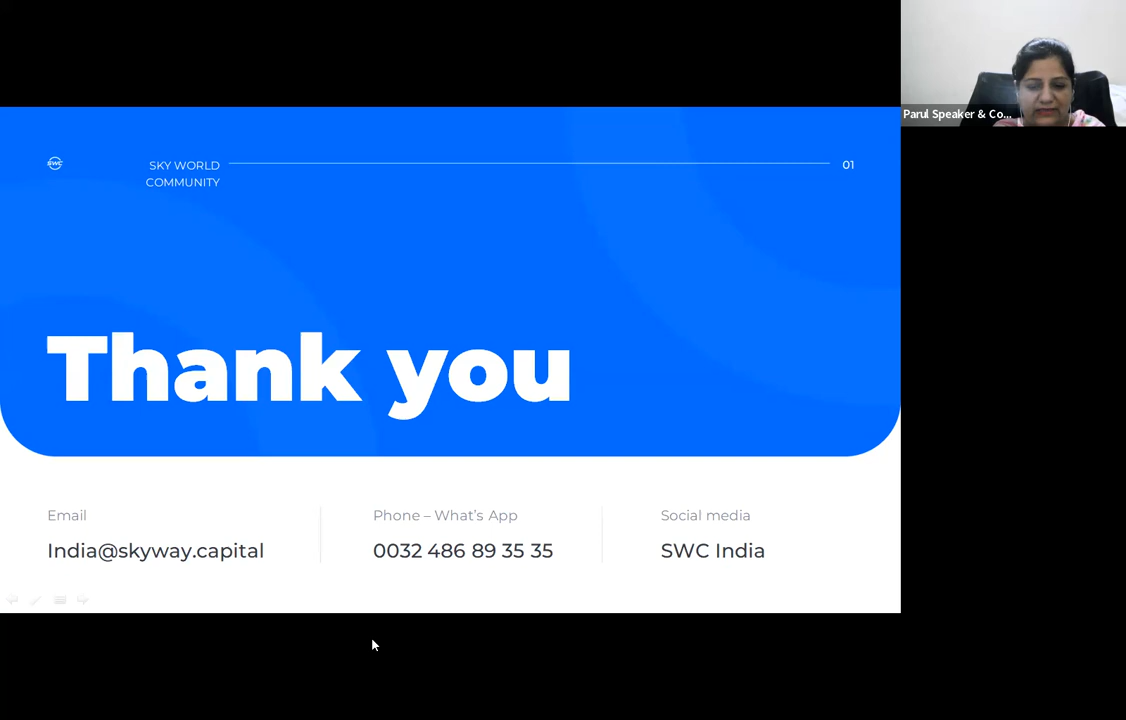 Parul Speaker & Co...
SWC
SKY WORLD
COMMUNITY
01
Thank you
Email
Phone – What's App
Social media
India@skyway.capital
0032 486 89 35 35
SWC India